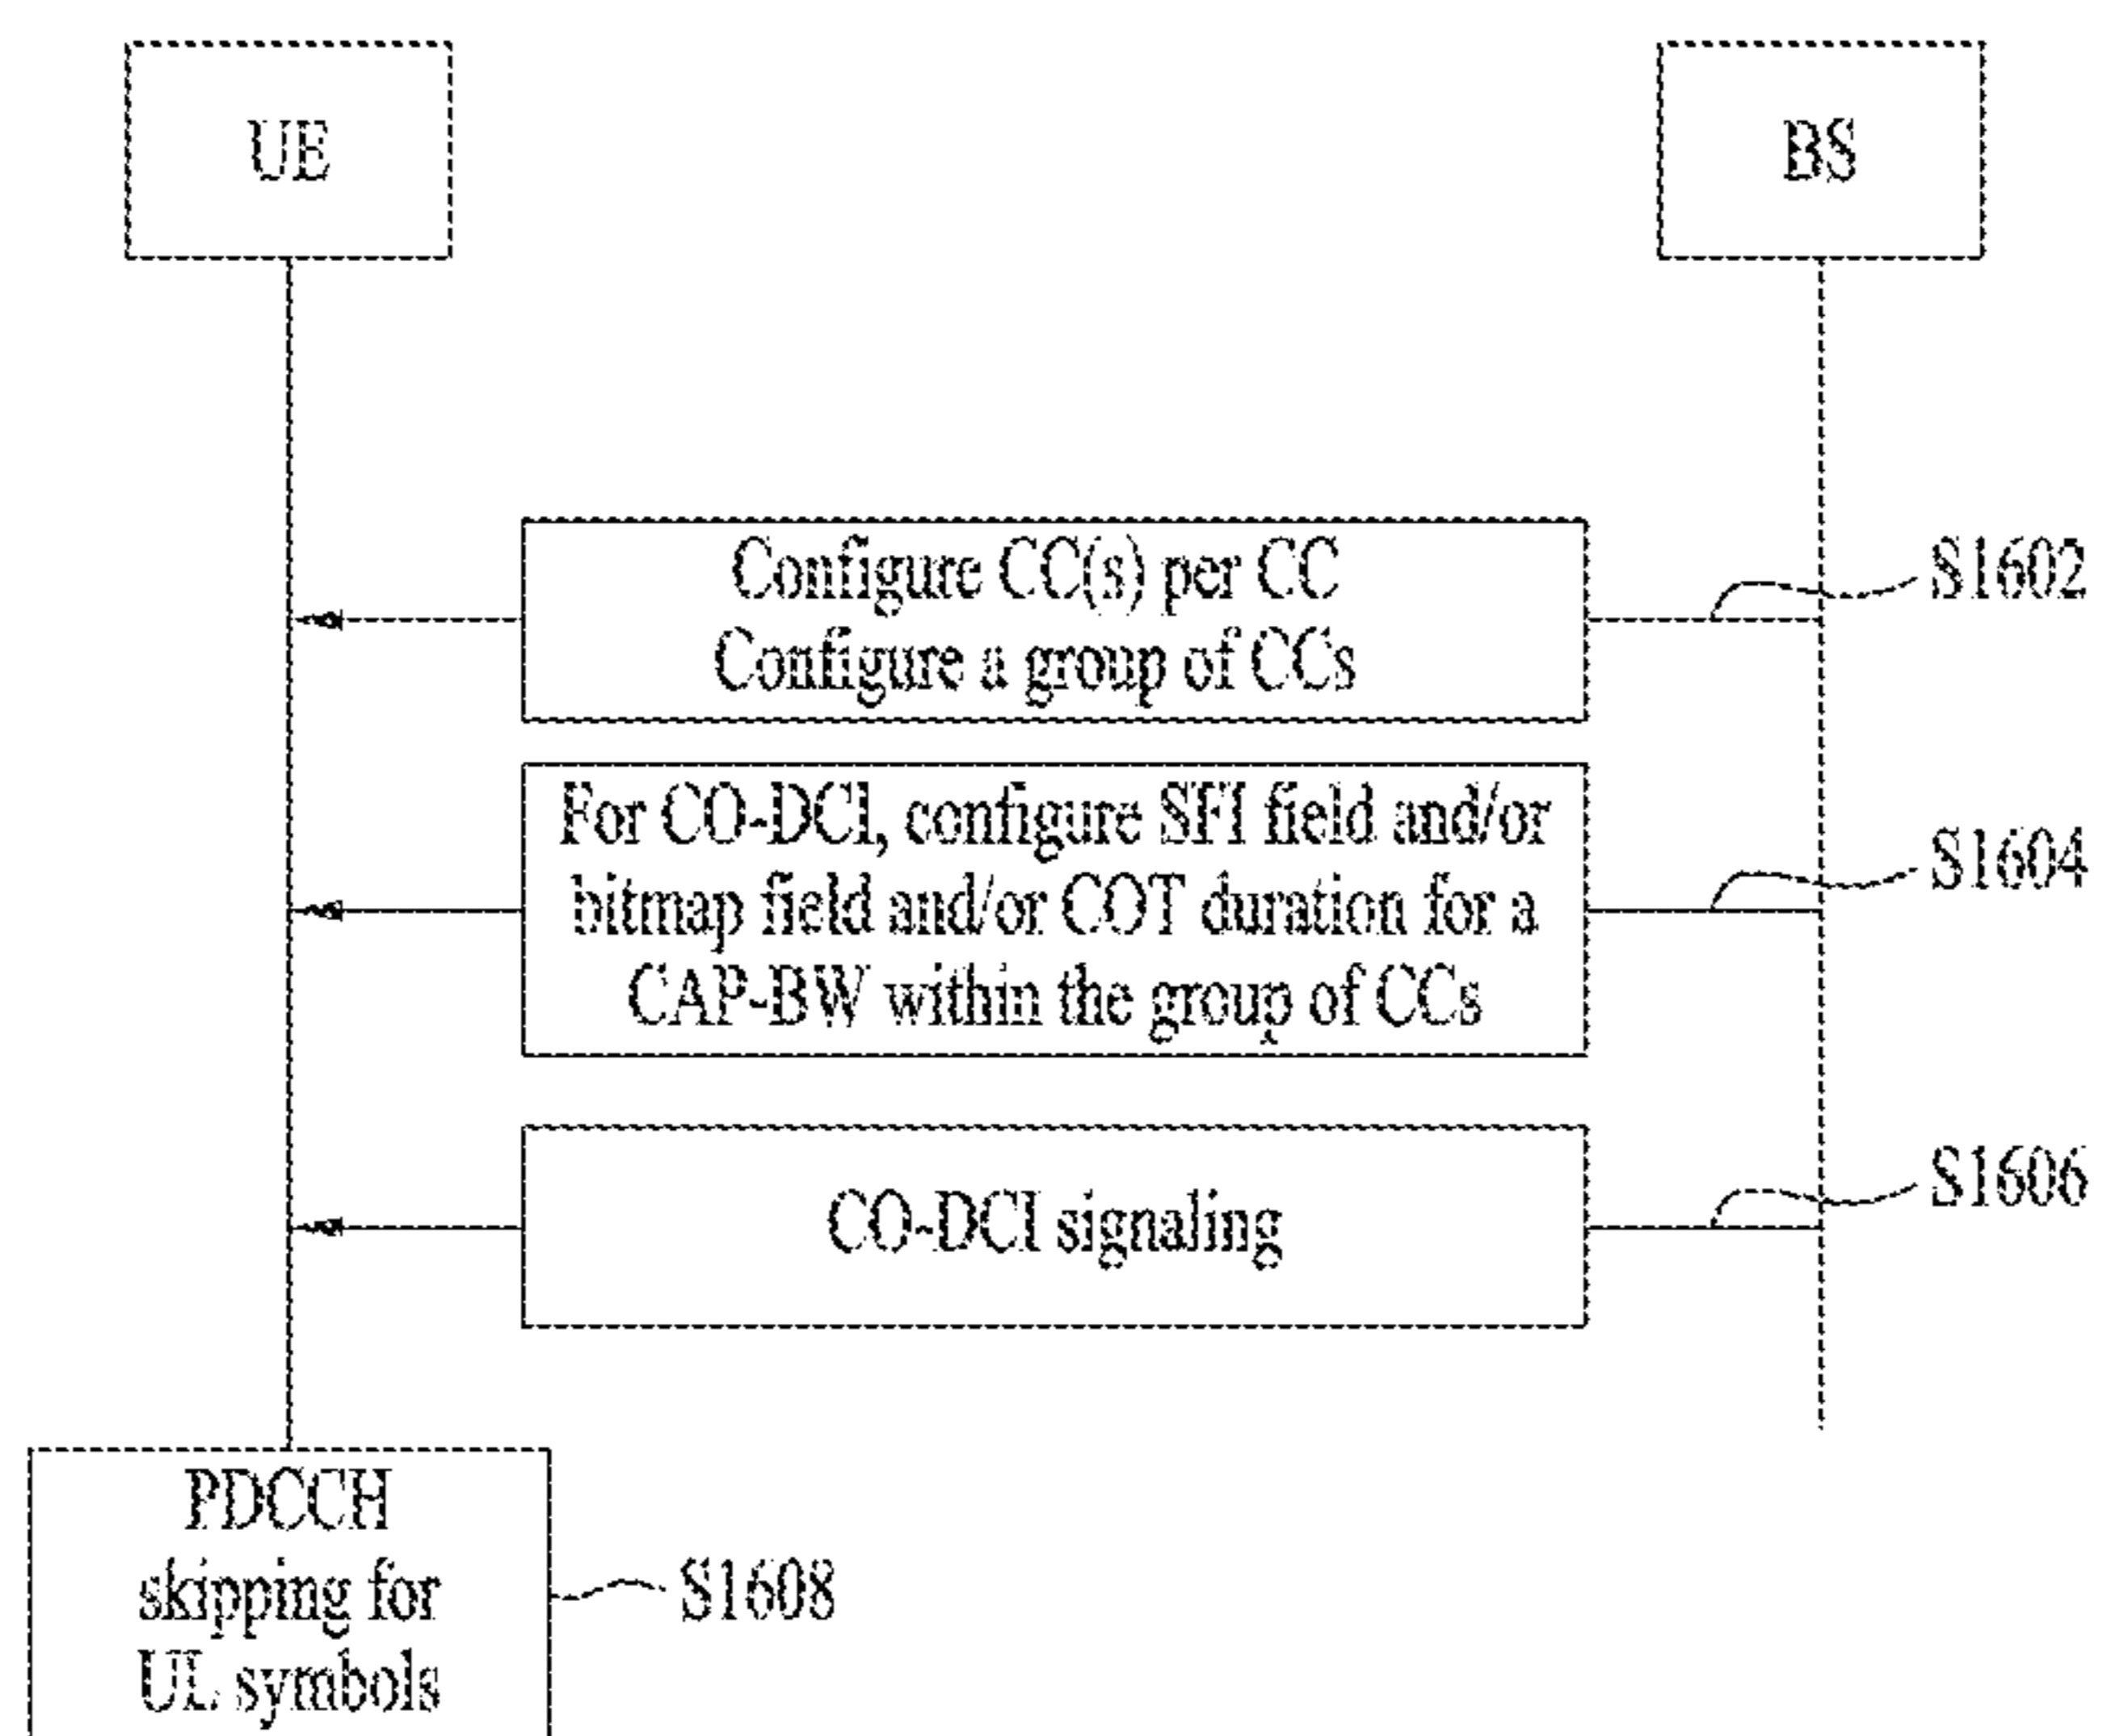 UE
BS
Configure CC(s) per CC
Configure a group of CCs
S1602
For CO-DCI, configure SFI field and/or
bitmap field and/or COT duration for a
CAP-BW within the group of CCs
S1604
CO-DCI signaling
S1606
PDCCH
skipping for
UL symbols
S1608